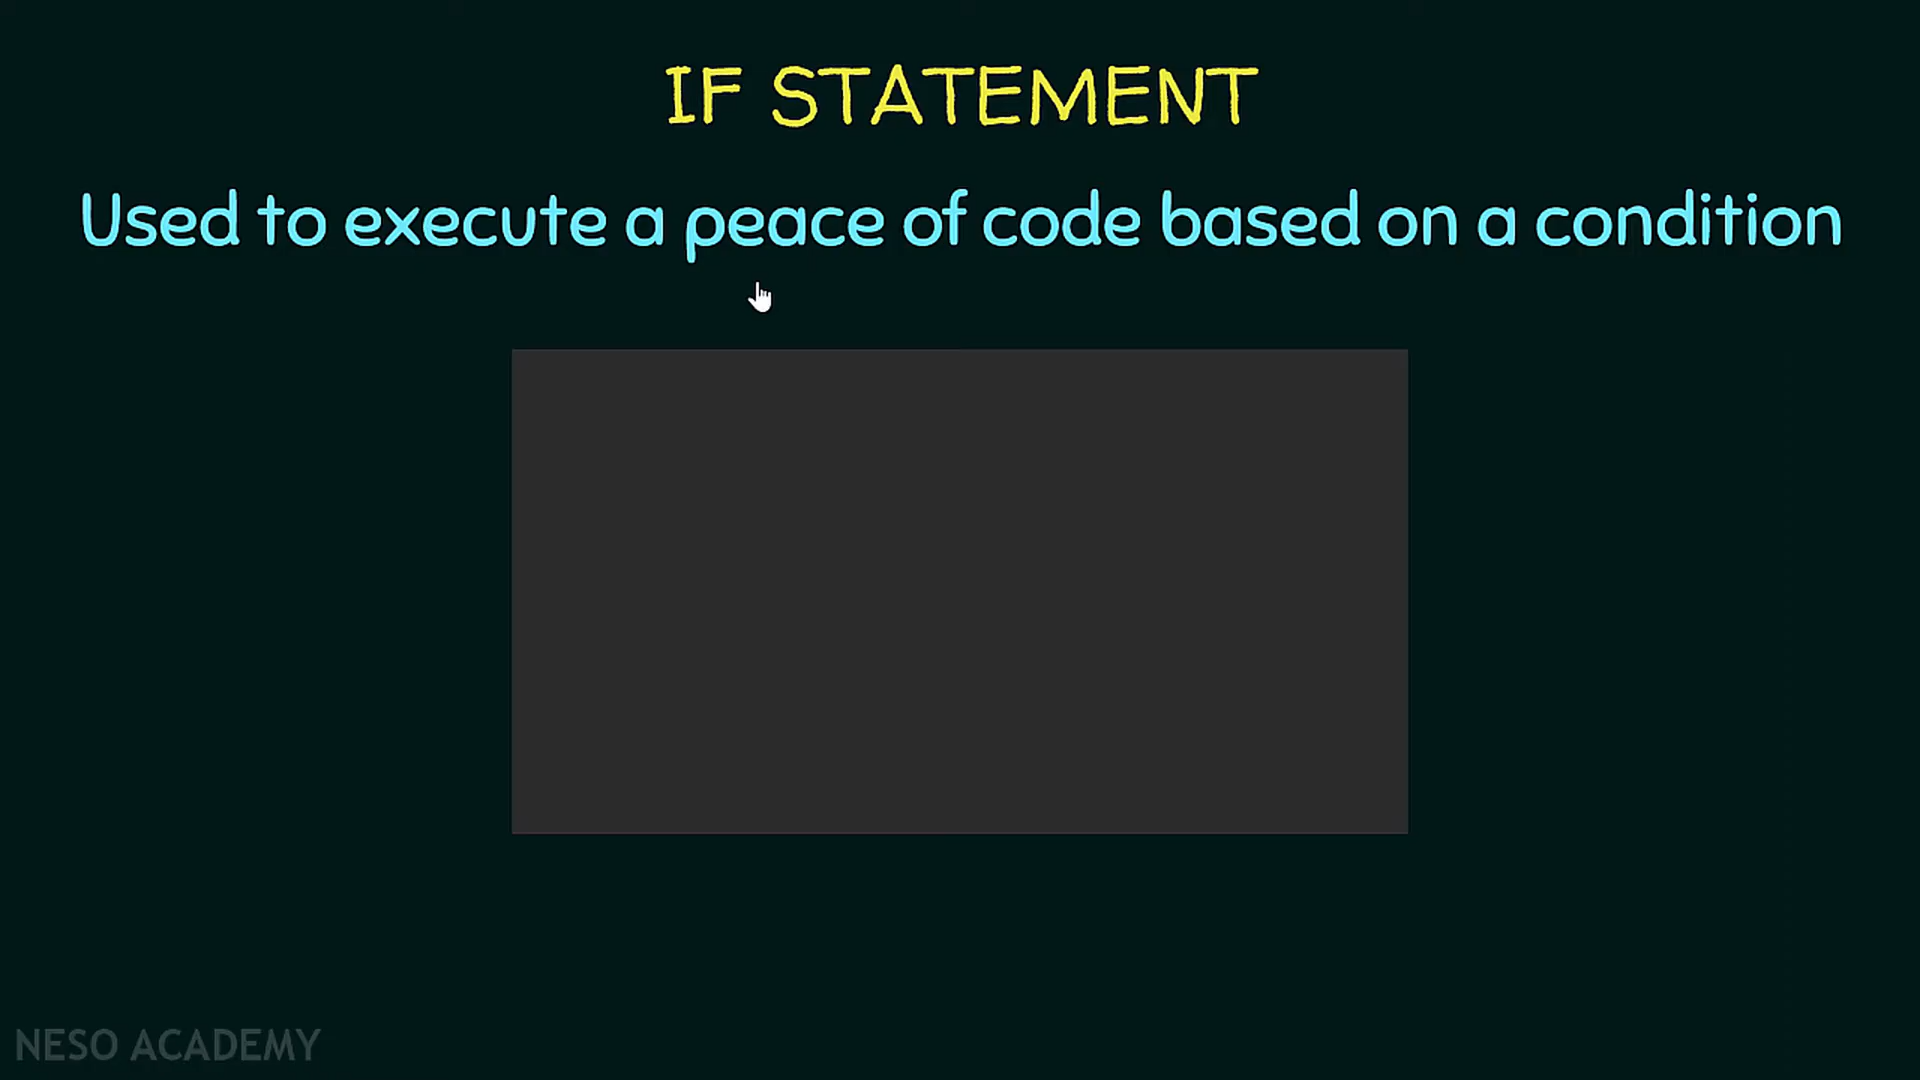 IF STATEMENT
Used to execute a peace of code based on a condition
NESO ACADEMY